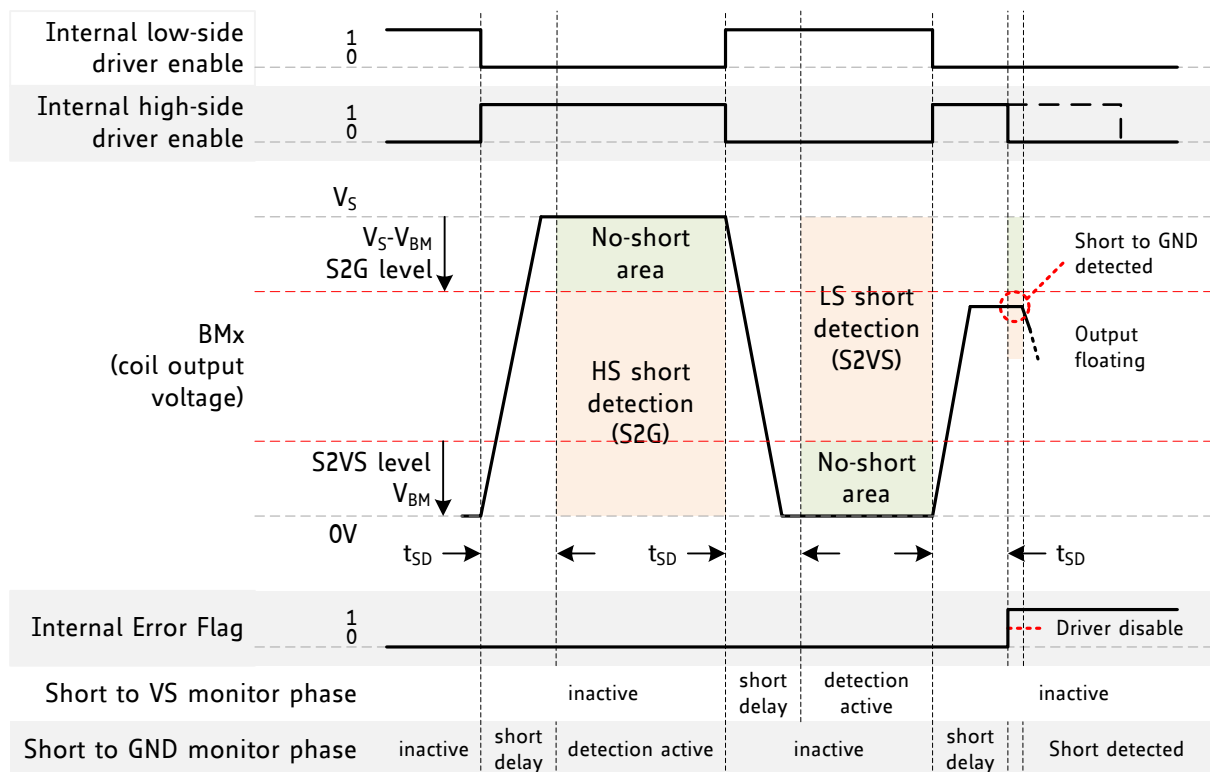 Internal low-side
driver enable
1
0
Internal high-side
driver enable
1
0
VS
VS-VBM
S2G level
No-short
area
Short to GND
detected
LS short
detection
(S2VS)
BMx
(coil output
voltage)
HS short
detection
(S2G)
Output
floating
S2VS level
VBM
No-short
area
0V
tSD
tSD
tSD
Internal Error Flag
1
0
Driver disable
Short to VS monitor phase
inactive
short
delay
detection
active
inactive
Short to GND monitor phase
inactive
short
delay
detection active
inactive
short
delay
Short detected